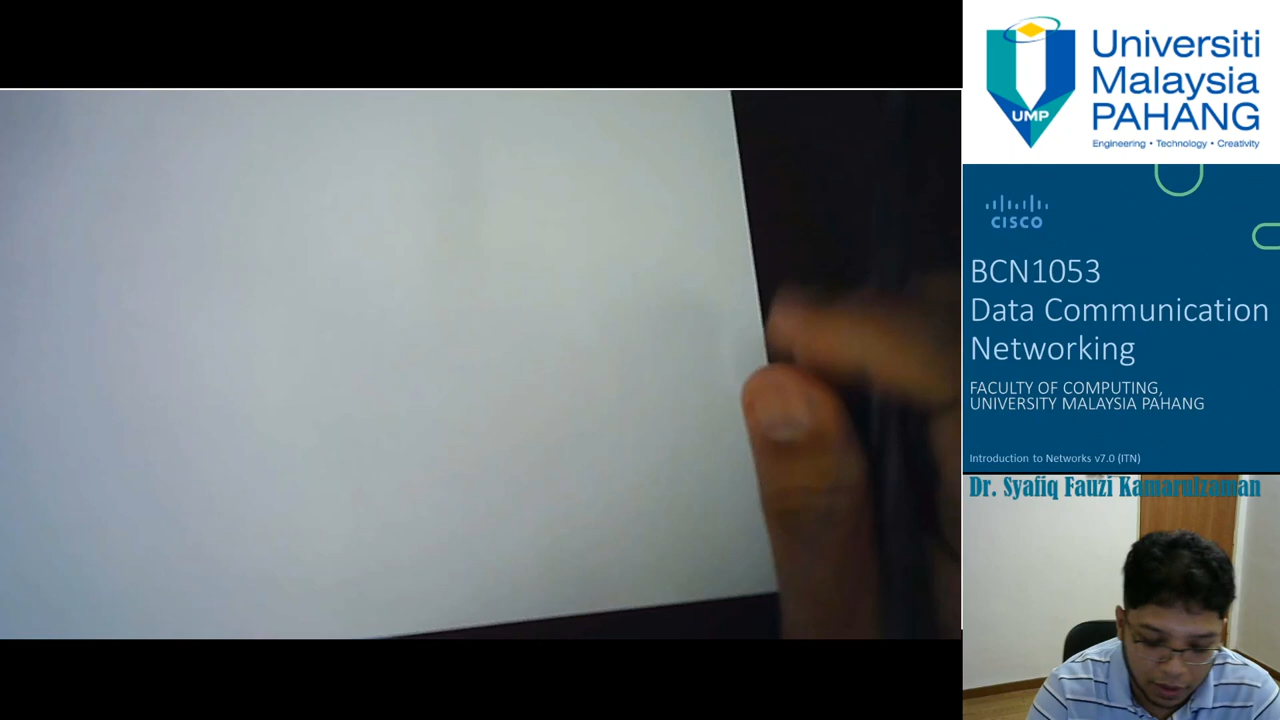 Universiti
Malaysia
PAHANG
Engineering • Technology • Creativity
UMP
CISCO
BCN1053
Data Communication
Networking
FACULTY OF COMPUTING,
UNIVERSITY MALAYSIA PAHANG
Introduction to Networks v7.0 (ITN)
Dr. Syafiq Fauzi Kamarulzaman